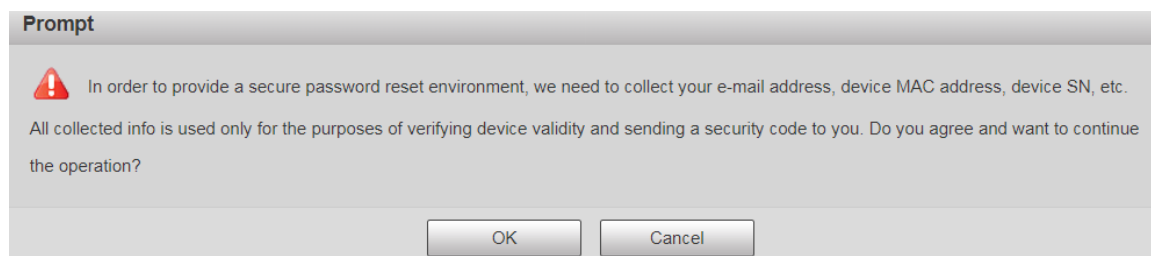 Prompt
In order to provide a secure password reset environment, we need to collect your e-mail address, device MAC address, device SN, etc.
All collected info is used only for the purposes of verifying device validity and sending a security code to you. Do you agree and want to continue
the operation?
OK Cancel